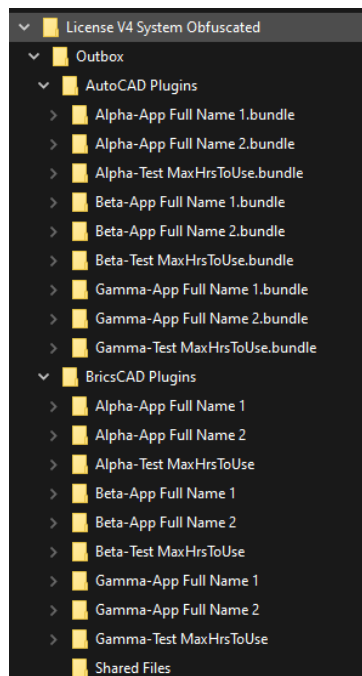 License V4 System Obfuscated
Outbox
AutoCAD Plugins
Alpha-App Full Name 1.bundle
Alpha-App Full Name 2.bundle
Alpha-Test MaxHrsToUse.bundle
Beta-App Full Name 1.bundle
Beta-App Full Name 2.bundle
Beta-Test MaxHrsToUse.bundle
Gamma-App Full Name 1.bundle
Gamma-App Full Name 2.bundle
Gamma-Test MaxHrsToUse.bundle
BricsCAD Plugins
Alpha-App Full Name 1
Alpha-App Full Name 2
Alpha-Test MaxHrsToUse
Beta-App Full Name 1
Beta-App Full Name 2
Beta-Test MaxHrsToUse
Gamma-App Full Name 1
Gamma-App Full Name 2
Gamma-Test MaxHrsToUse
Shared Files